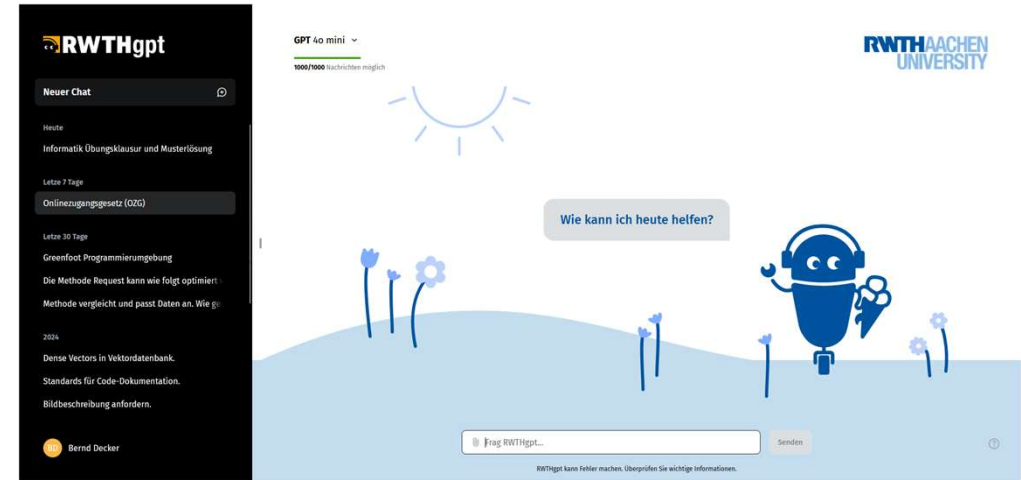 RWTHgpt
Neuer Chat
Heute
Informatik Übungsklausur und Musterlösung
Letze 7 Tage
Onlinezugangsgesetz (OZG)
Letze 30 Tage
Greenfoot Programmierumgebung
Die Methode Request kann wie folgt optimiert
Methode vergleicht und passt Daten an. Wie ge
2024
Dense Vectors in Vektordatenbank.
Standards für Code-Dokumentation.
Bildbeschreibung anfordern.
BD Bernd Decker
GPT 4o mini
1000/1000 Nachrichten möglich
RWTHAACHEN
UNIVERSITY
Wie kann ich heute helfen?
Frag RWTHgpt...
Senden
RWTHgpt kann Fehler machen. Überprüfen Sie wichtige Informationen.
?